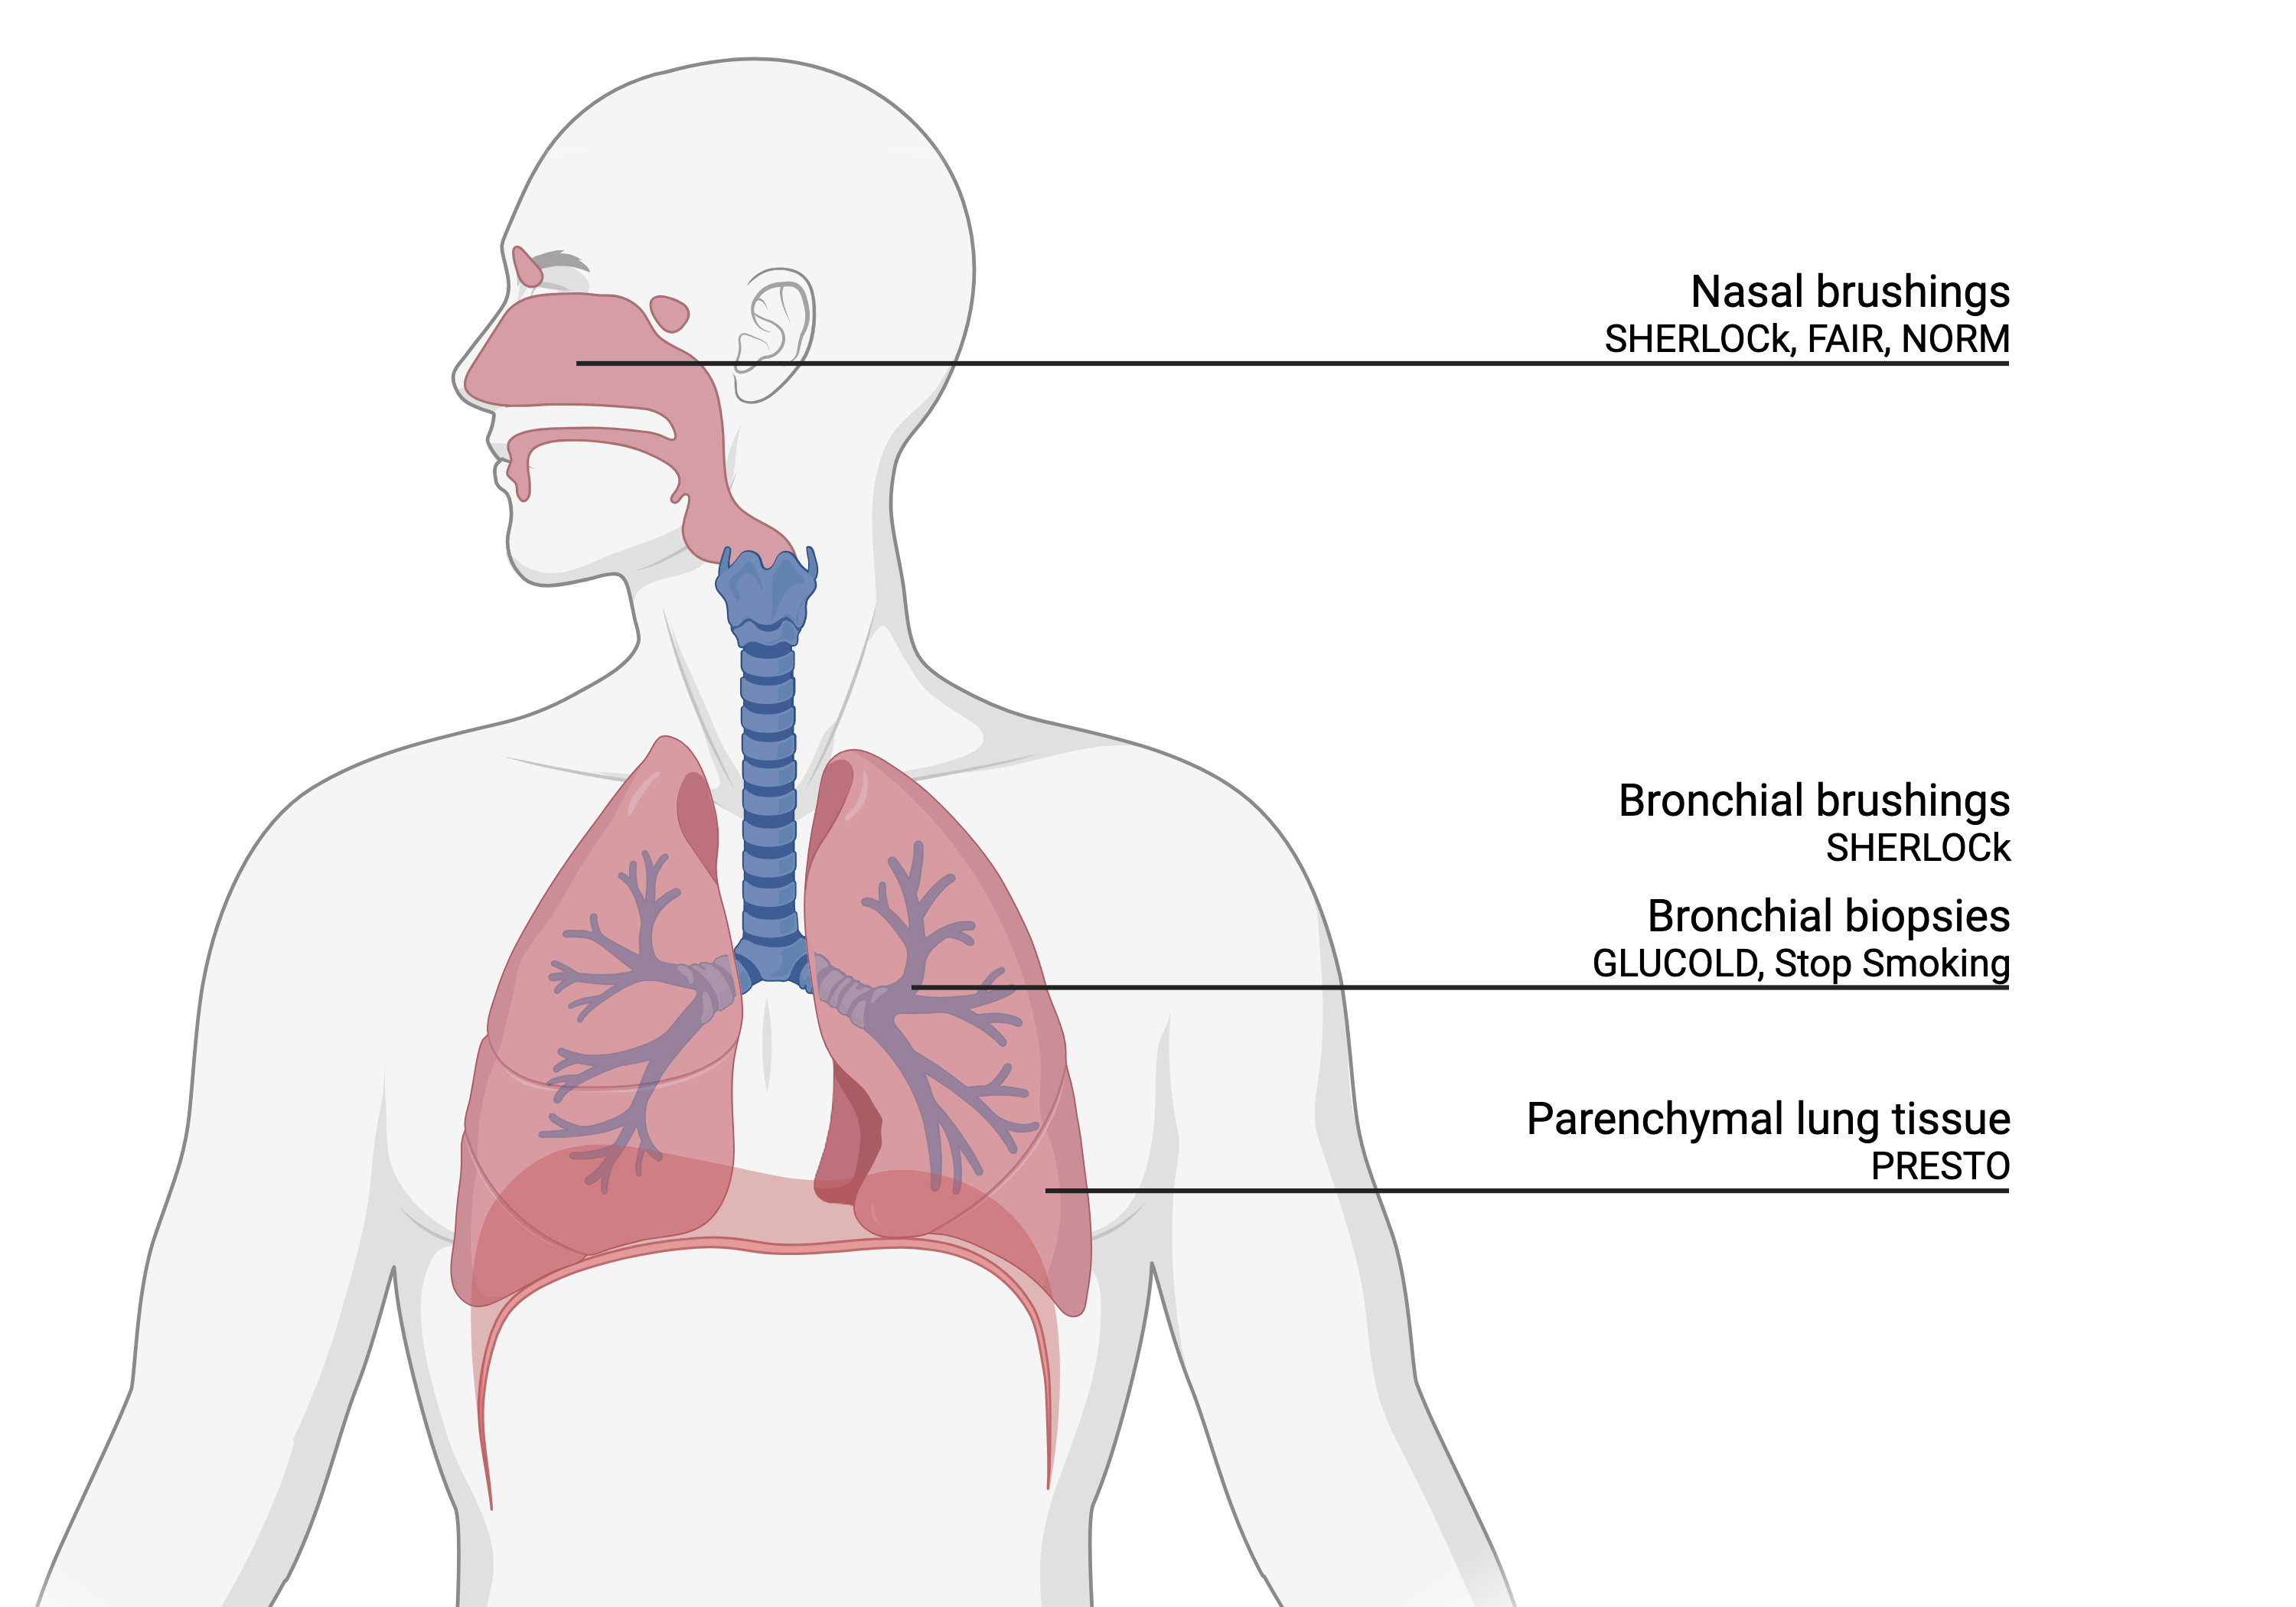 Nasal brushings
SHERLOCk, FAIR, NORM
Bronchial brushings
SHERLOCk
Bronchial biopsies
GLUCOLD, Stop Smoking
Parenchymal lung tissue
PRESTO